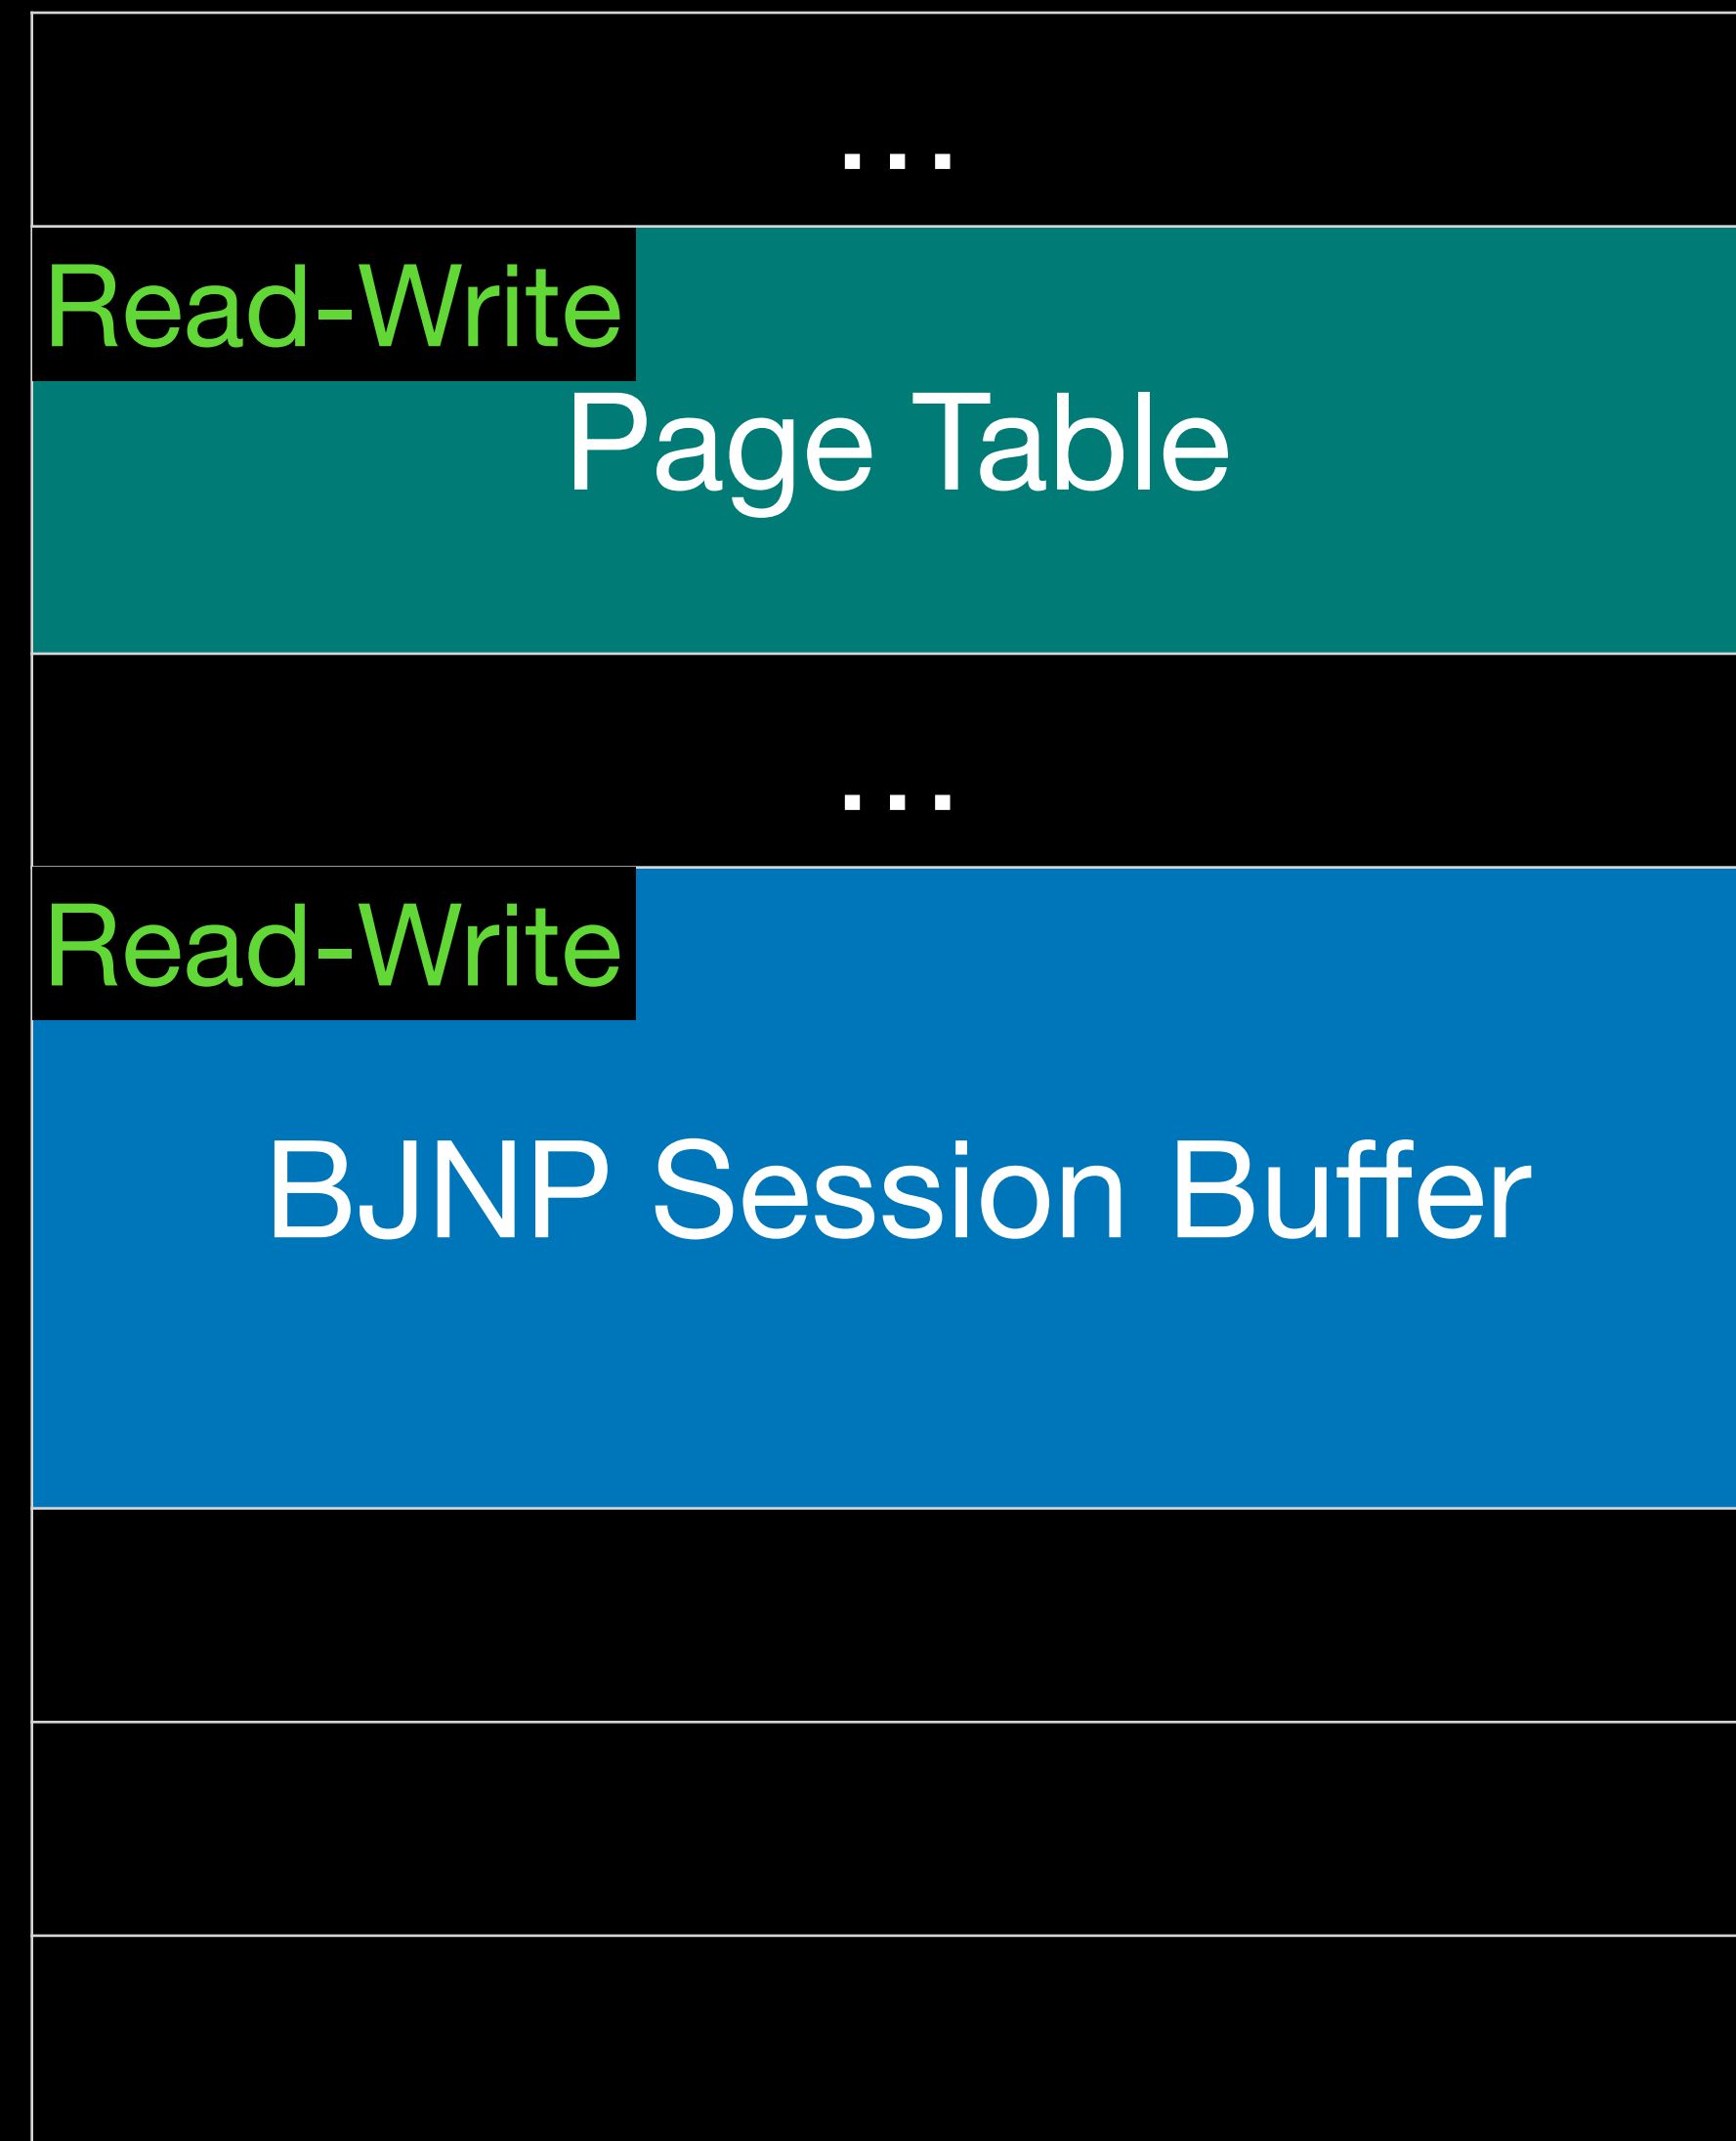 ...
Read-Write
Page Table
...
Read-Write
BJNP Session Buffer